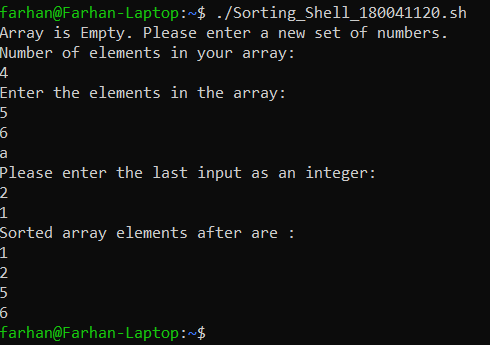 farhan@Farhan-Laptop:~$ ./Sorting_Shell_180041120.sh
Array is Empty. Please enter a new set of numbers.
Number of elements in your array:
4
Enter the elements in the array:
5
6
a
Please enter the last input as an integer:
2
1
Sorted array elements after are :
1
2
5
6
farhan@Farhan-Laptop:~$